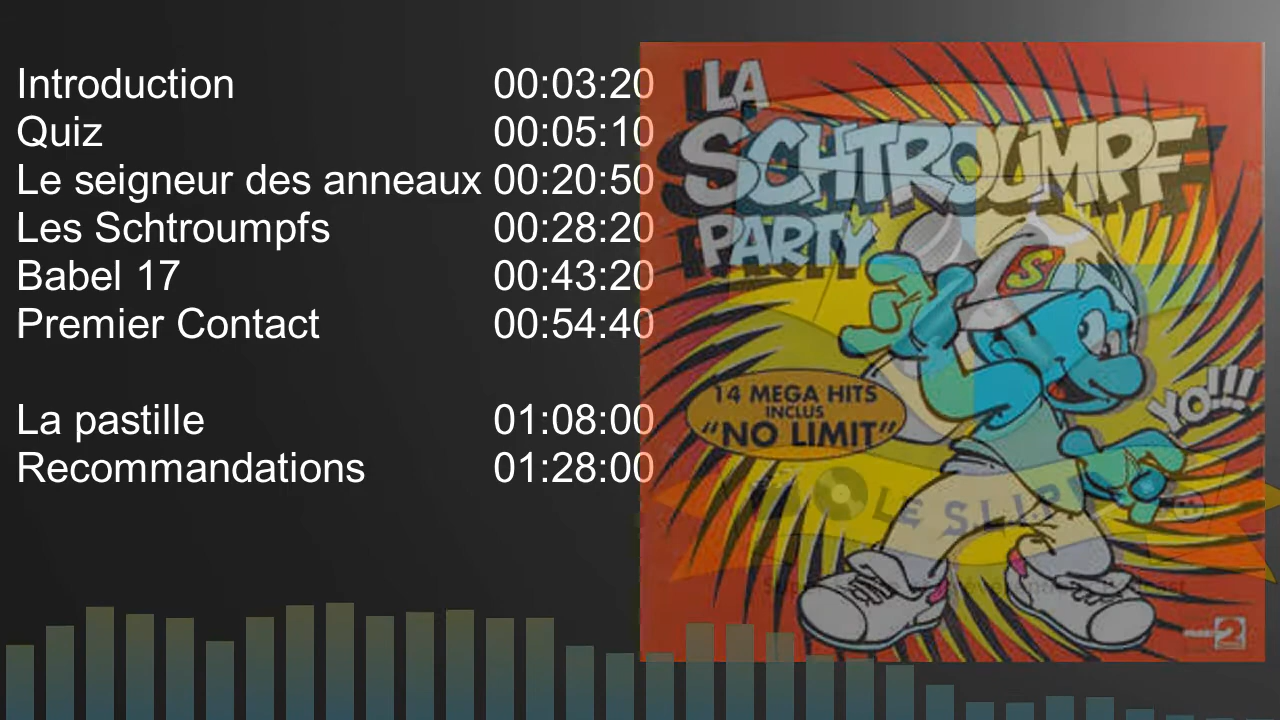 Introduction 00:03:20
Quiz 00:05:10
Le seigneur des anneaux 00:20:50
Les Schtroumpfs 00:28:20
Babel 17 00:43:20
Premier Contact 00:54:40
La pastille 01:08:00
Recommandations 01:28:00
LA
SCHTROUMPF
PARTY
S
14 MEGA HITS
INCLUS
"NO LIMIT"
YO!!!
LE S.L.I.P.
2